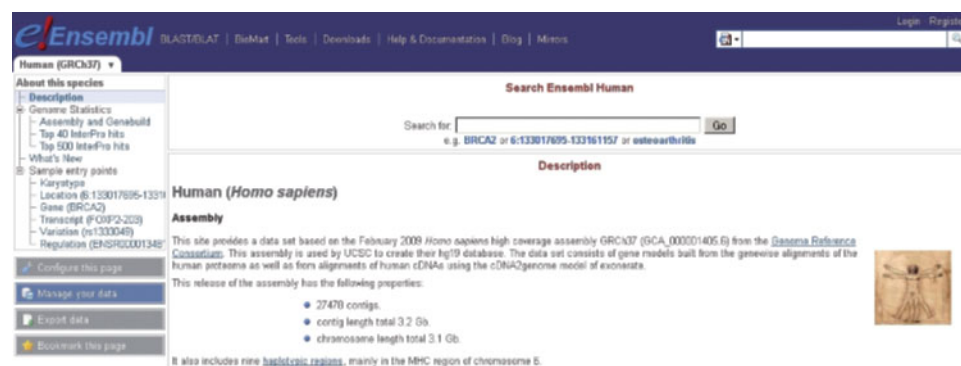 Login Registe
e!Ensembl BLAST/BLAT | BioMart | Tools | Downloads | Help & Documentation | Blog | Mirrors
Human (GRCh37) ▼
About this species
Description
Genome Statistics
Assembly and Genebuild
Top 40 InterPro hits
Top 500 InterPro hits
What's New
Sample entry points
Karyotype
Location (6:133017695-1331
Gene (BRCA2)
Transcript (FOXP2-203)
Variation (rs1333049)
Regulation (ENSR00001348
Configure this page
Manage your data
Export data
Bookmark this page
Search Ensembl Human
Search for: Go
e.g. BRCA2 or 6:133017695-133161157 or osteoarthritis
Description
Human (Homo sapiens)
Assembly
This site provides a data set based on the February 2009 Homo sapiens high coverage assembly GRCh37 (GCA_000001405.6) from the Genome Reference
Consortium. This assembly is used by UCSC to create their hg19 database. The data set consists of gene models built from the genewise alignments of the
human proteome as well as from alignments of human cDNAs using the cDNA2genome model of exonerate.
This release of the assembly has the following properties:
27478 contigs.
contig length total 3.2 Gb.
chromosome length total 3.1 Gb.
It also includes nine haplotypic regions, mainly in the MHC region of chromosome 6.